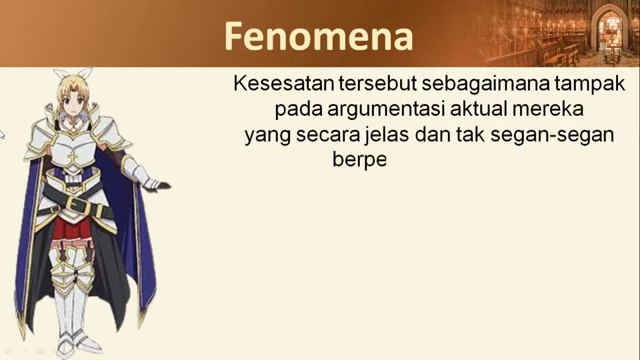 Fenomena
Kesesatan tersebut sebagaimana tampak
pada argumentasi aktual mereka
yang secara jelas dan tak segan-segan
berpe